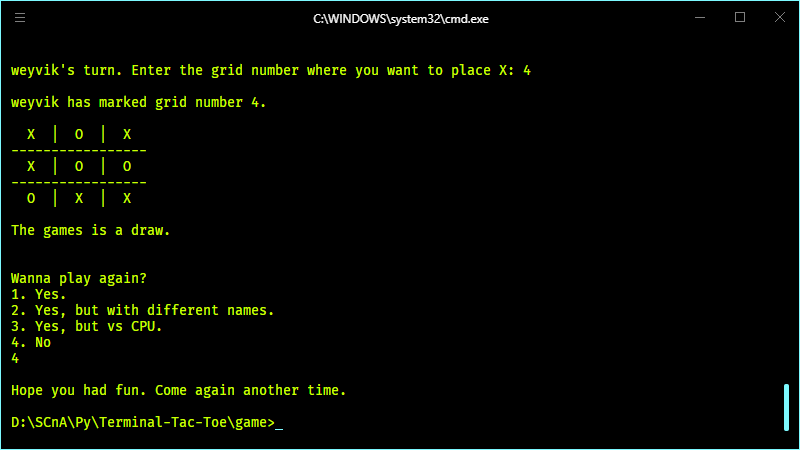 C:\WINDOWS\system32\cmd.exe
weyvik's turn. Enter the grid number where you want to place X: 4
weyvik has marked grid number 4.
X | O | X
-----------------
X | O | O
-----------------
O | X | X
The games is a draw.
Wanna play again?
1. Yes.
2. Yes, but with different names.
3. Yes, but vs CPU.
4. No
4
Hope you had fun. Come again another time.
D:\SCnA\Py\Terminal-Tac-Toe\game>_